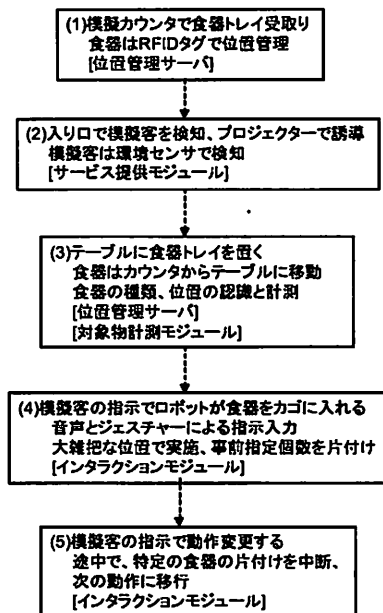 (1)模擬カウンタで食器トレイ受取り
食器はRFIDタグで位置管理
[位置管理サーバ]
(2)入り口で模擬客を検知、プロジェクターで誘導
模擬客は環境センサで検知
[サービス提供モジュール]
(3)テーブルに食器トレイを置く
食器はカウンタからテーブルに移動
食器の種類、位置の認識と計測
[位置管理サーバ]
[対象物計測モジュール]
(4)模擬客の指示でロボットが食器をカゴに入れる
音声とジェスチャーによる指示入力
大雑把な位置で実施、事前指定個数を片付け
[インタラクションモジュール]
(5)模擬客の指示で動作変更する
途中で、特定の食器の片付けを中断、
次の動作に移行
[インタラクションモジュール]